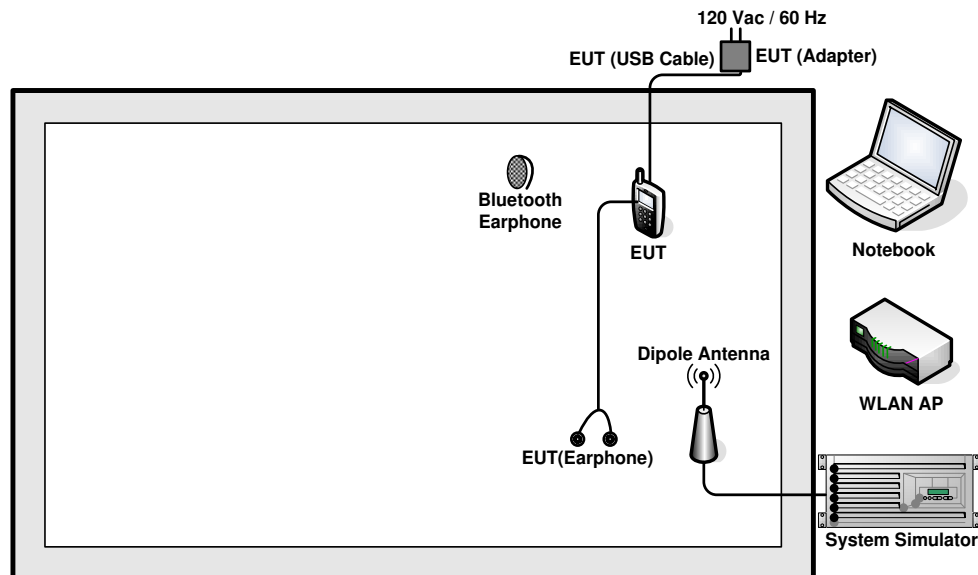 120 Vac / 60 Hz
EUT (USB Cable)
EUT (Adapter)
Bluetooth
Earphone
EUT
Notebook
Dipole Antenna
WLAN AP
EUT(Earphone)
System Simulator